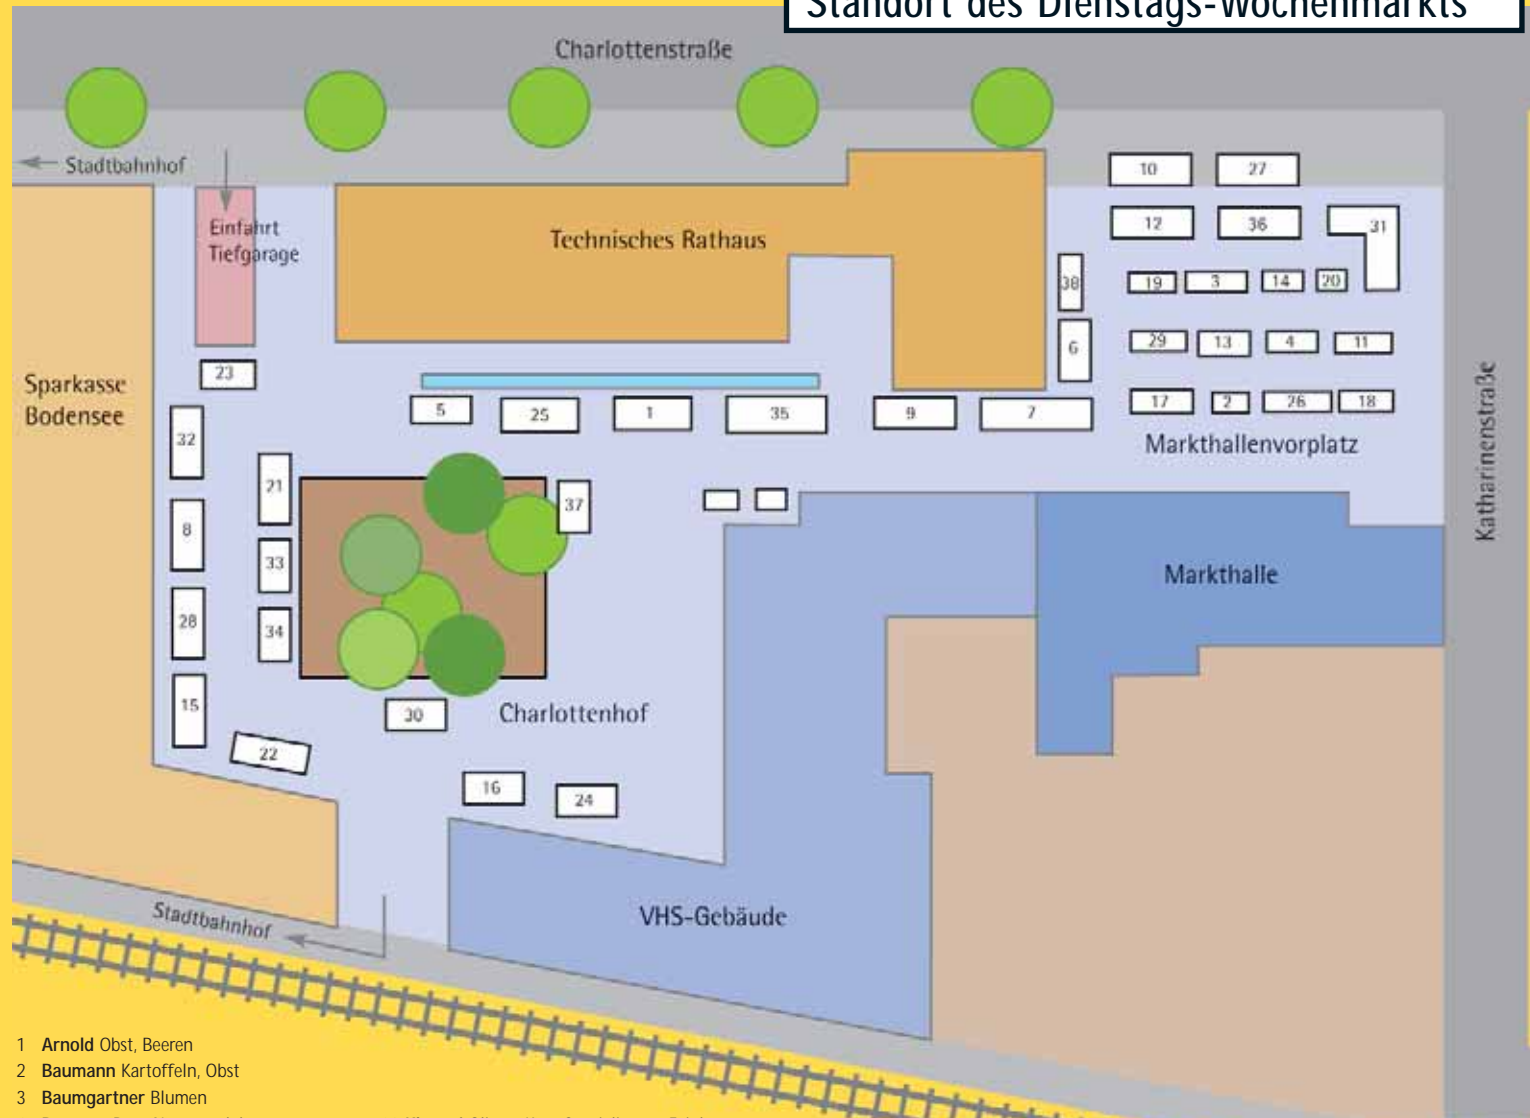 Standort des Dienstags-Wochenmarkts
Charlottenstraße
Stadtbahnhof
10
27
Einfahrt
Tiefgarage
Technisches Rathaus
12
36
31
38
19
3
14
20
6
29
13
4
11
23
Sparkasse
Bodensee
5
25
1
35
9
7
17
2
26
18
Katharinenstraße
32
Markthallenvorplatz
21
37
8
33
Markthalle
28
34
15
30
Charlottenhof
22
16
24
VHS-Gebäude
Stadtbahnhof
1 Arnold Obst, Beeren
2 Baumann Kartoffeln, Obst
3 Baumgartner Blumen